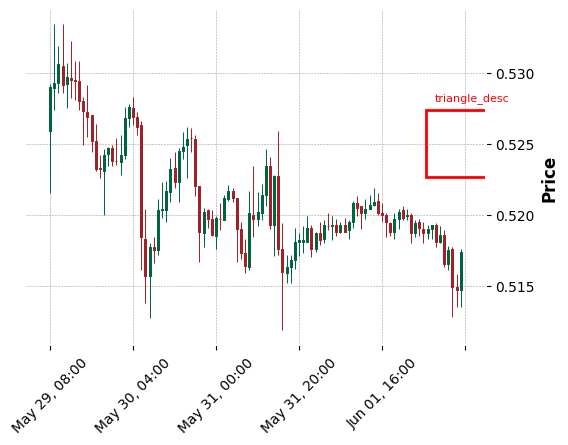 0.530
triangle_desc
0.525
0.520
0.515
Price
May 29, 08:00
May 30, 04:00
May 31, 00:00
May 31, 20:00
Jun 01, 16:00